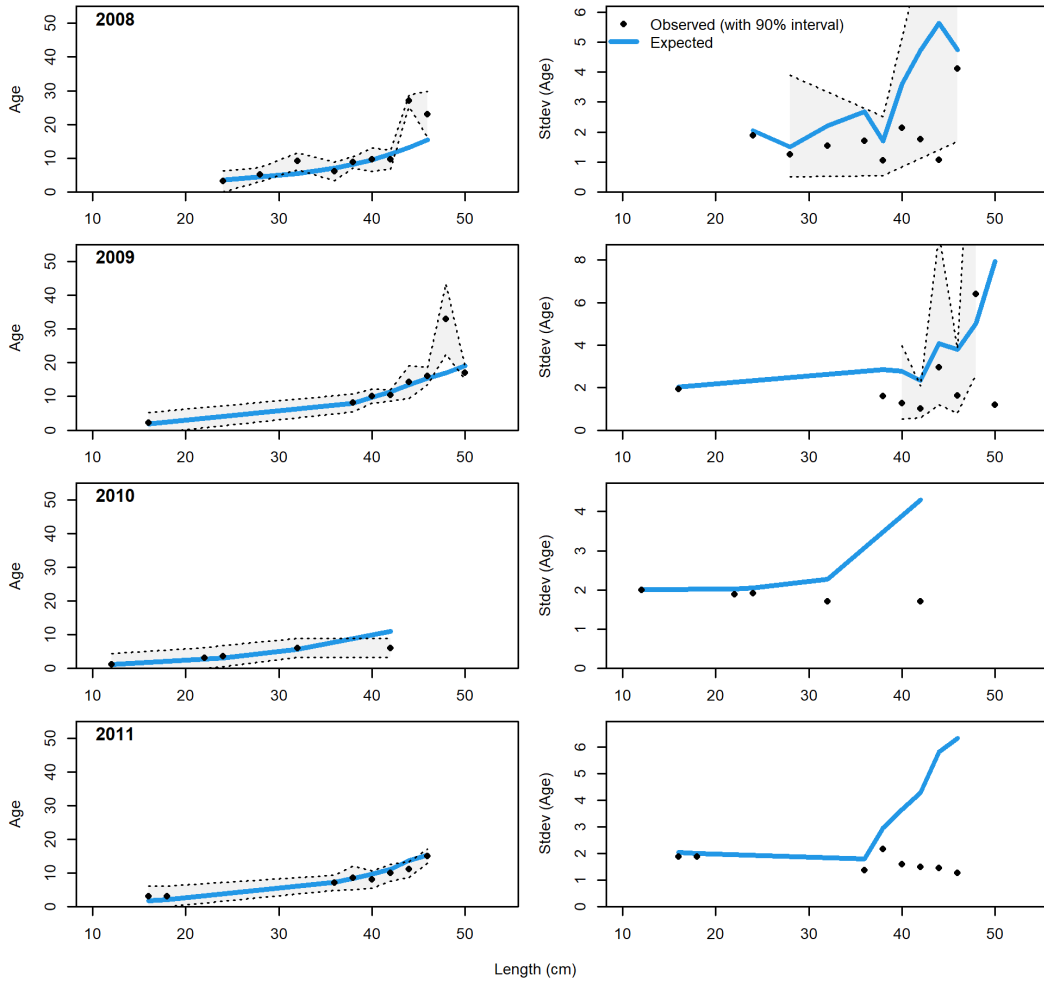 2008
Age
0 10 20 30 40 50
10 20 30 40 50
Observed (with 90% interval)
Expected
Stdev (Age)
0 1 2 3 4 5 6
10 20 30 40 50
2009
Age
0 10 20 30 40 50
10 20 30 40 50
Stdev (Age)
0 2 4 6 8
10 20 30 40 50
2010
Age
0 10 20 30 40 50
10 20 30 40 50
Stdev (Age)
0 1 2 3 4
10 20 30 40 50
2011
Age
0 10 20 30 40 50
10 20 30 40 50
Stdev (Age)
0 1 2 3 4 5 6
10 20 30 40 50
Length (cm)